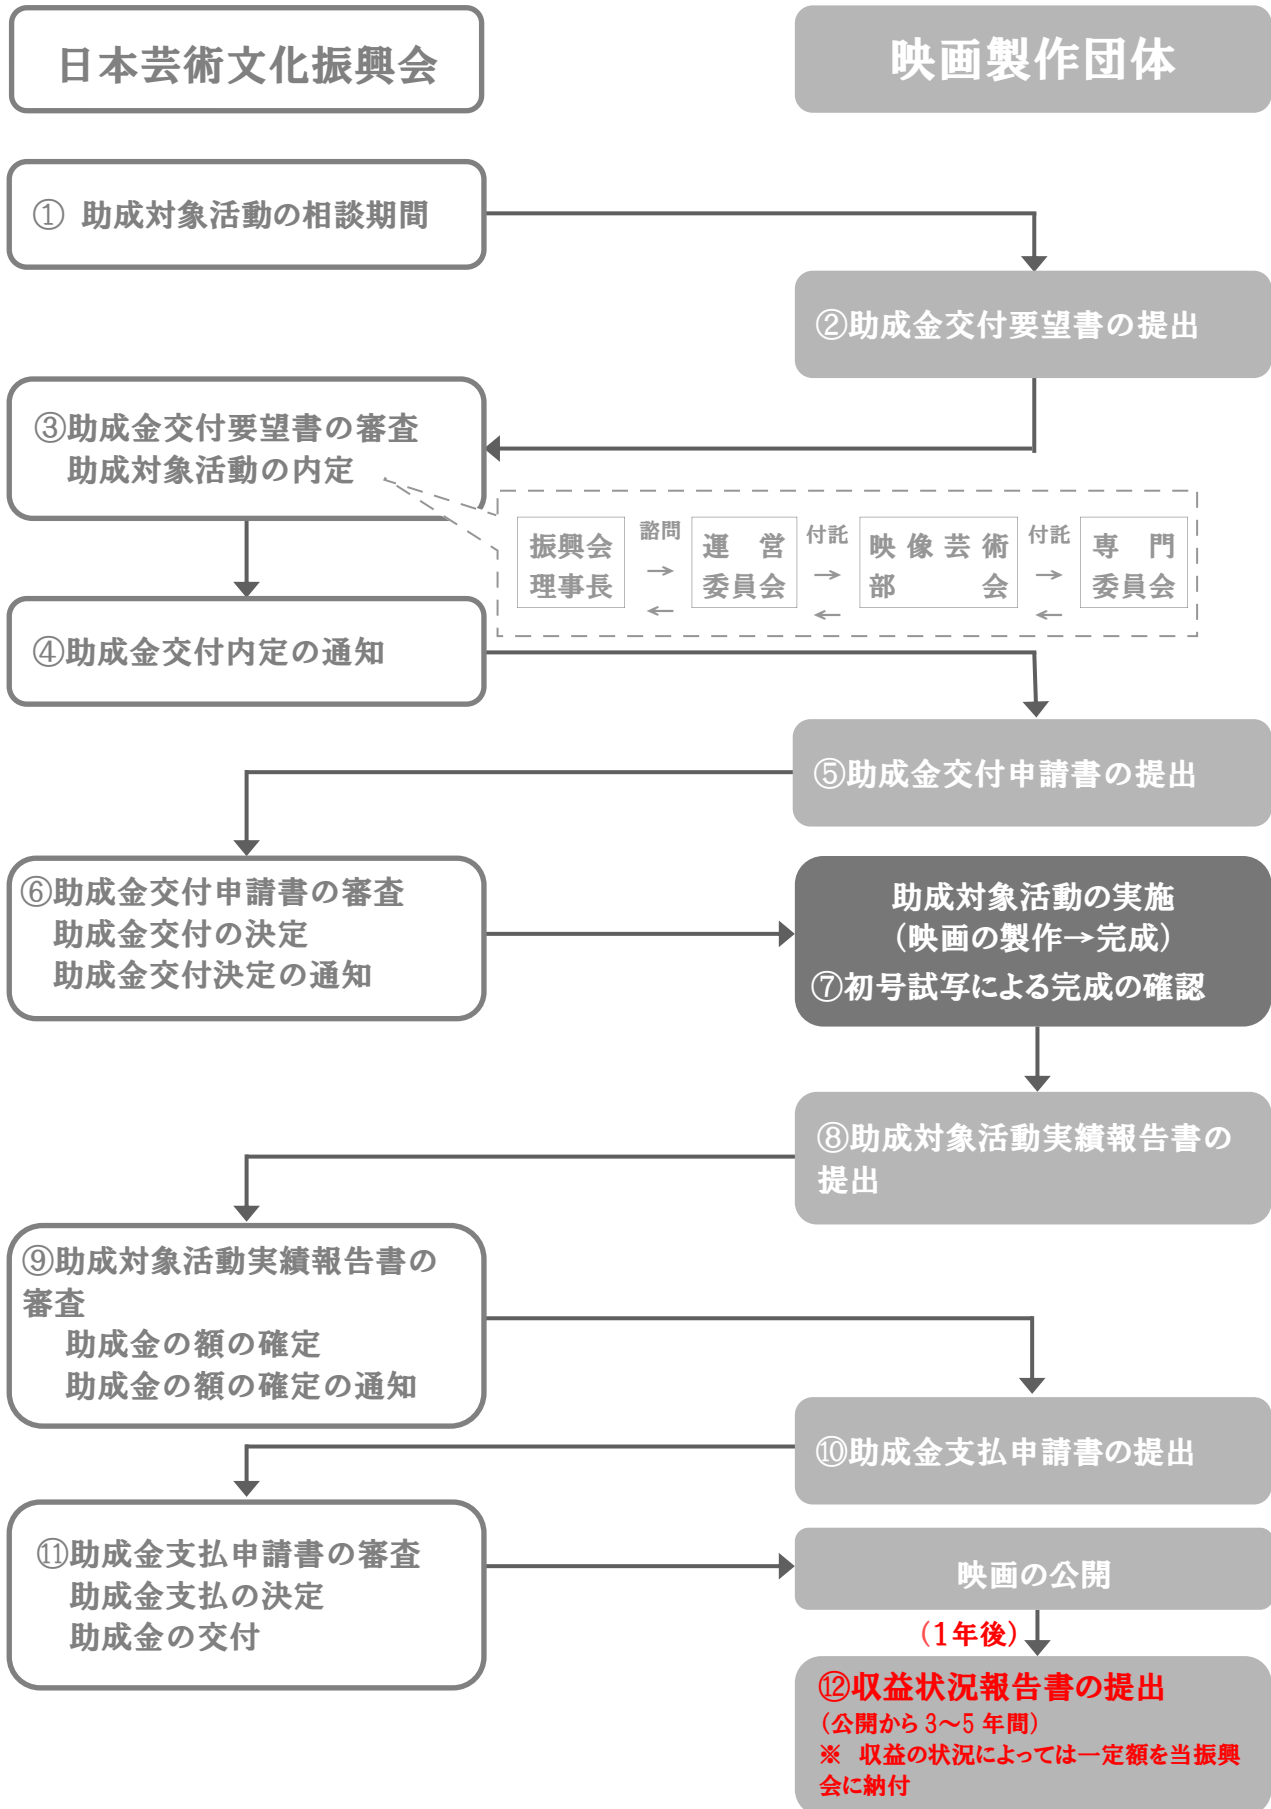 日本芸術文化振興会
映画製作団体
① 助成対象活動の相談期間
②助成金交付要望書の提出
③助成金交付要望書の審査
助成対象活動の内定
振興会
理事長
諮問
→
←
運営
委員会
付託
→
←
映像芸術
部会
付託
→
←
専門
委員会
④助成金交付内定の通知
⑤助成金交付申請書の提出
⑥助成金交付申請書の審査
助成金交付の決定
助成金交付決定の通知
助成対象活動の実施
（映画の製作→完成）
⑦初号試写による完成の確認
⑧助成対象活動実績報告書の
提出
⑨助成対象活動実績報告書の
審査
助成金の額の確定
助成金の額の確定の通知
⑩助成金支払申請書の提出
⑪助成金支払申請書の審査
助成金支払の決定
助成金の交付
映画の公開
（1年後）
⑫収益状況報告書の提出
（公開から 3～5 年間）
※ 収益の状況によっては一定額を当振興
会に納付